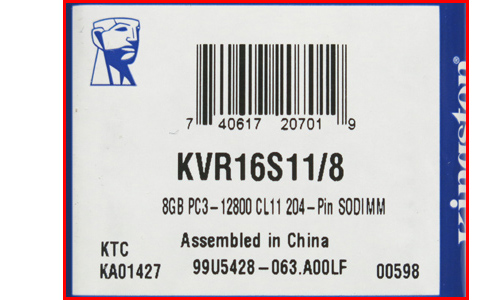 7 40617 20701 9
KVR16S11/8
8GB PC3-12800 CL11 204-Pin SODIMM
Assembled in China
KTC
KA01427 99U5428-063.A00LF 00598
Kingston®